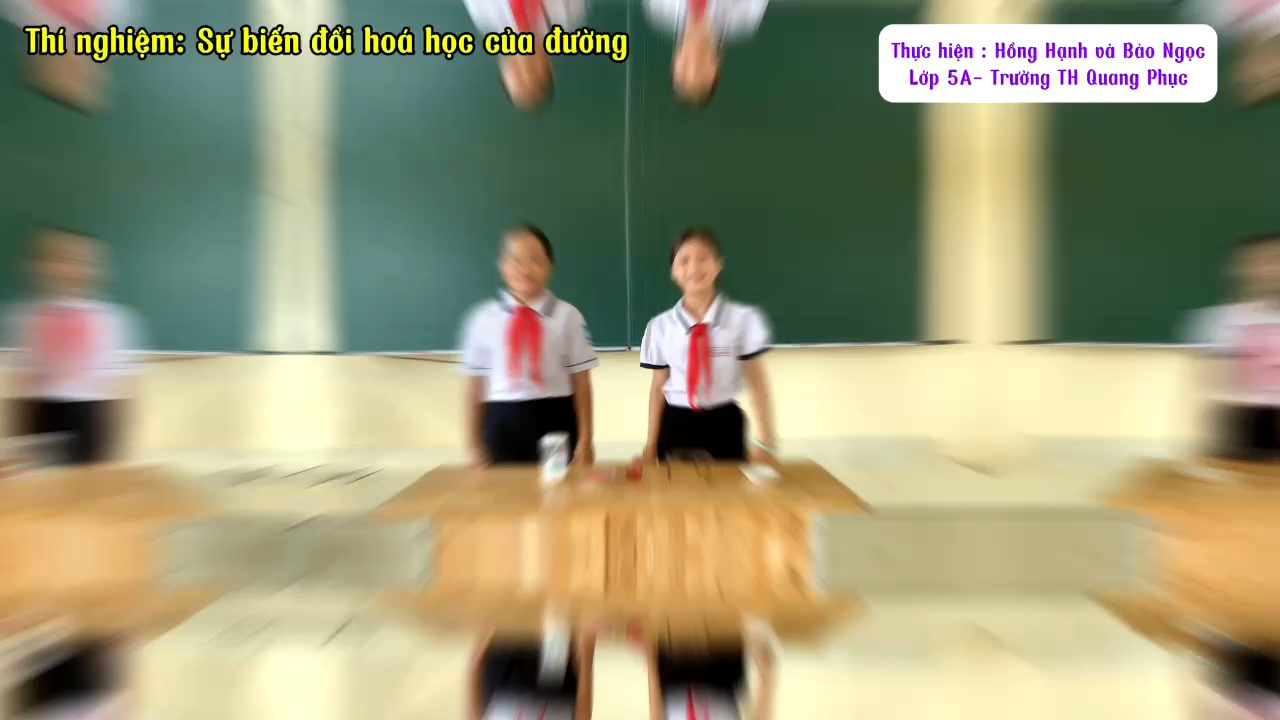 Thí nghiệm: Sự biến đổi hoá học của đường
Thực hiện : Hồng Hạnh và Bảo Ngọc
Lớp 5A- Trường TH Quang Phục